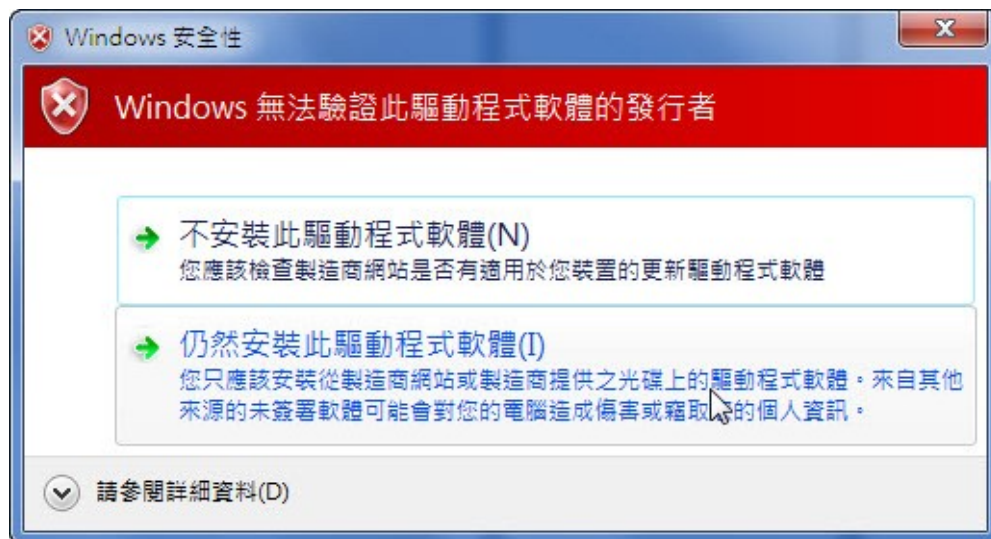 Windows 安全性
Windows 無法驗證此驅動程式軟體的發行者
不安裝此驅動程式軟體(N)
您應該檢查製造商網站是否有適用於您裝置的更新驅動程式軟體
仍然安裝此驅動程式軟體(I)
您只應該安裝從製造商網站或製造商提供之光碟上的驅動程式軟體。來自其他
來源的未簽署軟體可能會對您的電腦造成傷害或竊取的個人資訊。
請參閱詳細資料(D)